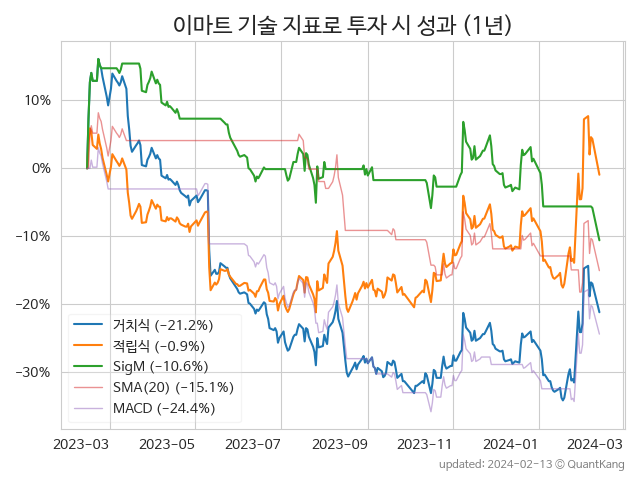 이마트 기술 지표로 투자 시 성과 (1년)
10%
0%
−10%
−20%
−30%
거치식 (−21.2%)
적립식 (−0.9%)
SigM (−10.6%)
SMA(20) (−15.1%)
MACD (−24.4%)
2023-03 2023-05 2023-07 2023-09 2023-11 2024-01 2024-03
updated: 2024-02-13 © QuantKang